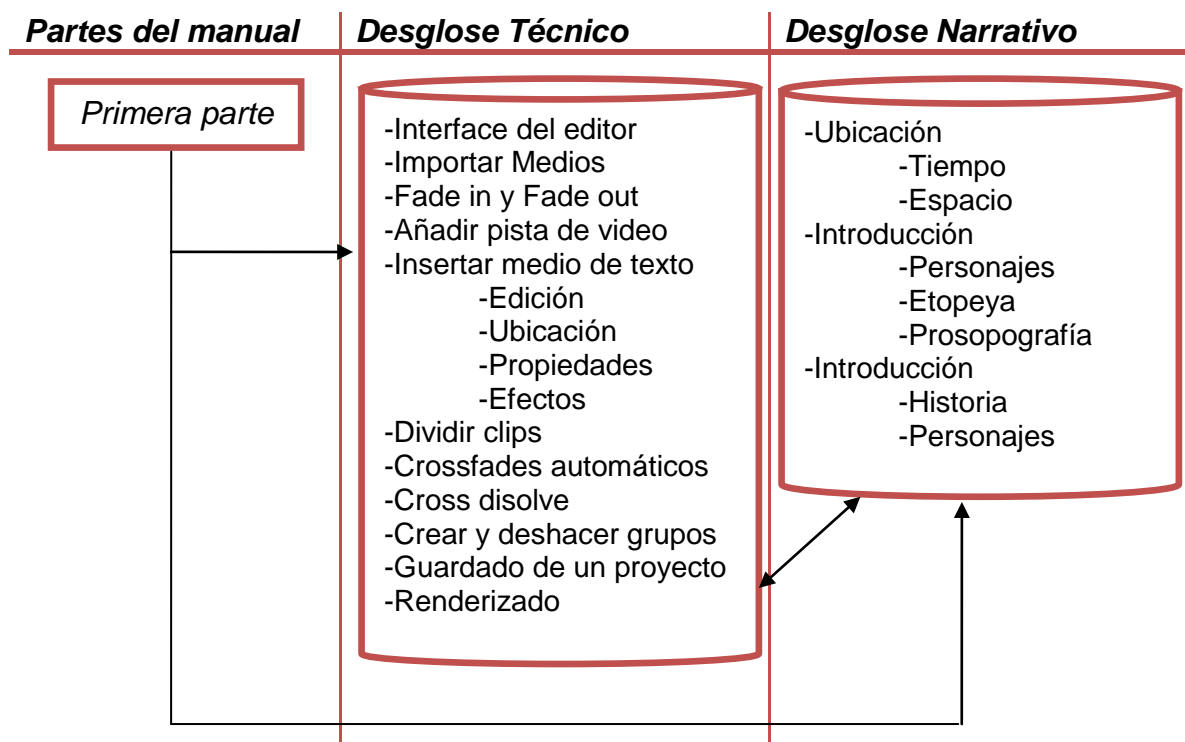 Partes del manual
Desglose Técnico
Desglose Narrativo
Primera parte
-Interface del editor
-Importar Medios
-Fade in y Fade out
-Añadir pista de video
-Insertar medio de texto
-Edición
-Ubicación
-Propiedades
-Efectos
-Dividir clips
-Crossfades automáticos
-Cross disolve
-Crear y deshacer grupos
-Guardado de un proyecto
-Renderizado
-Ubicación
-Tiempo
-Espacio
-Introducción
-Personajes
-Etopeya
-Prosopografía
-Introducción
-Historia
-Personajes